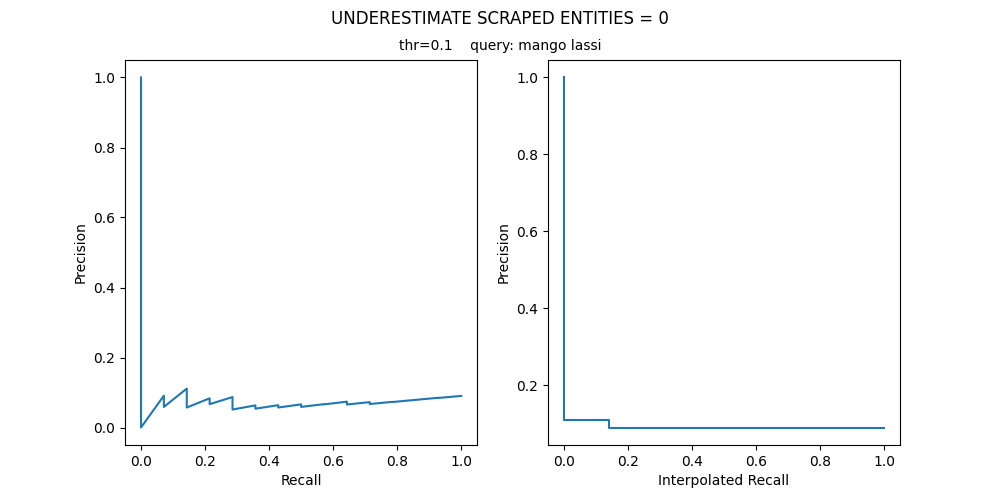 UNDERESTIMATE SCRAPED ENTITIES = 0
thr=0.1    query: mango lassi
1.0
0.8
0.6
0.4
0.2
0.0
Precision
0.0 0.2 0.4 0.6 0.8 1.0
Recall
1.0
0.8
0.6
0.4
0.2
Precision
0.0 0.2 0.4 0.6 0.8 1.0
Interpolated Recall